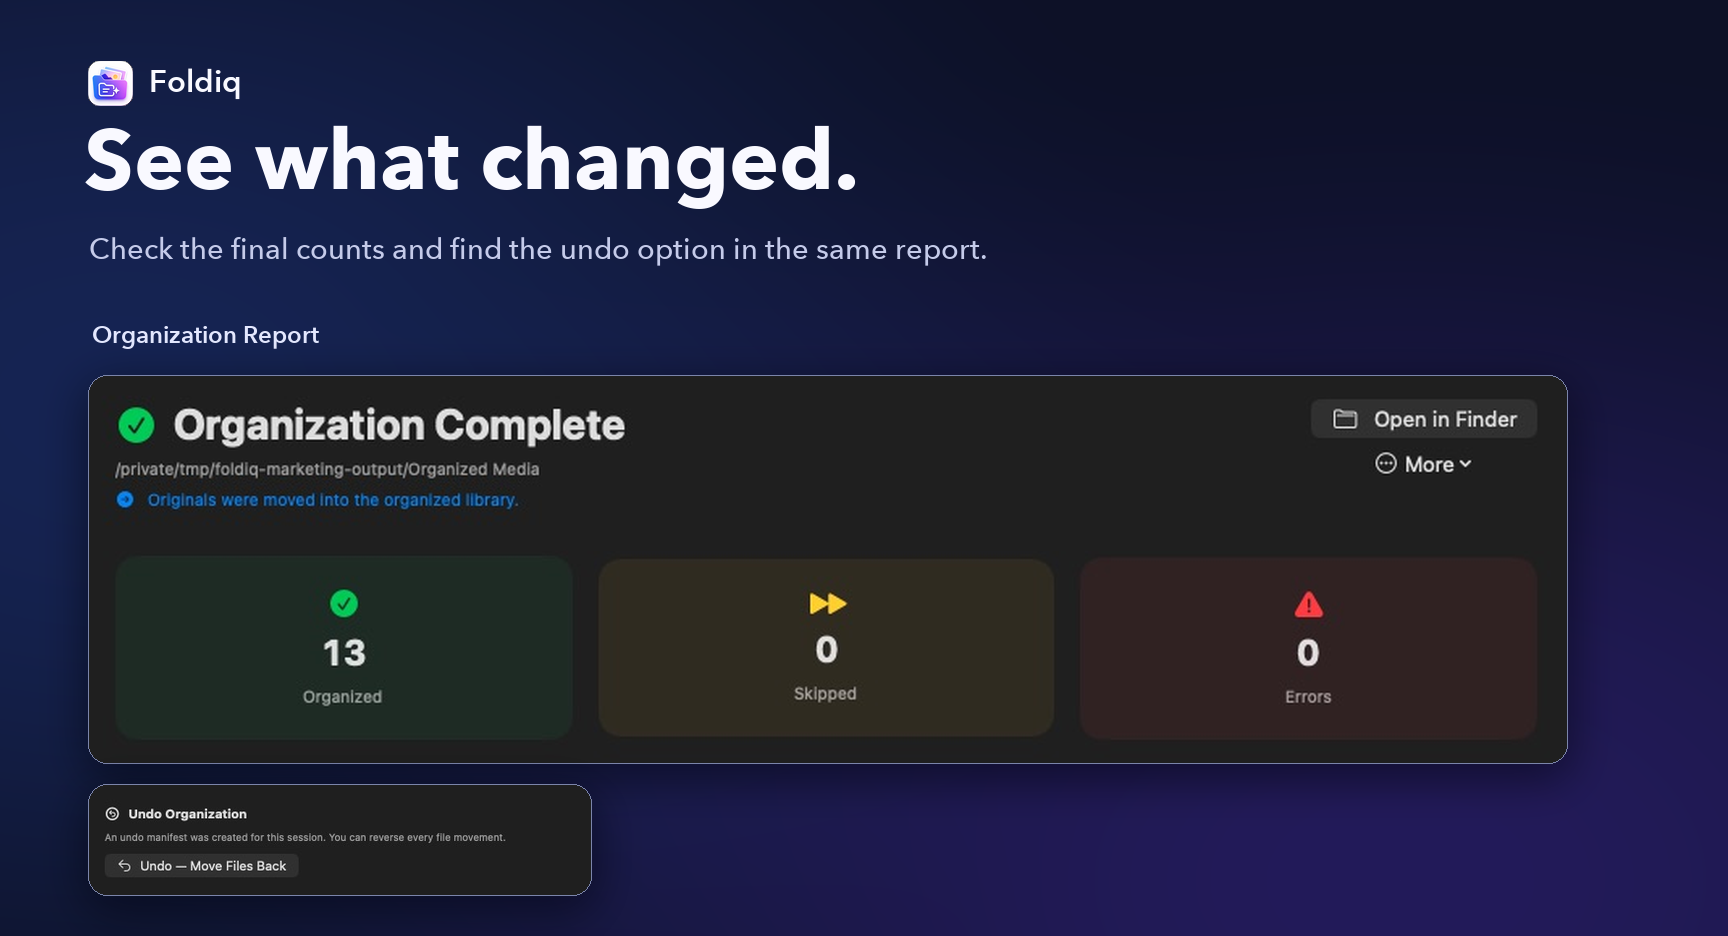 Foldiq
See what changed.
Check the final counts and find the undo option in the same report.
Organization Report
Organization Complete
Open in Finder
/private/tmp/foldiq-marketing-output/Organized Media
More
Originals were moved into the organized library.
13
Organized
0
Skipped
0
Errors
Undo Organization
An undo manifest was created for this session. You can reverse every file movement.
Undo — Move Files Back